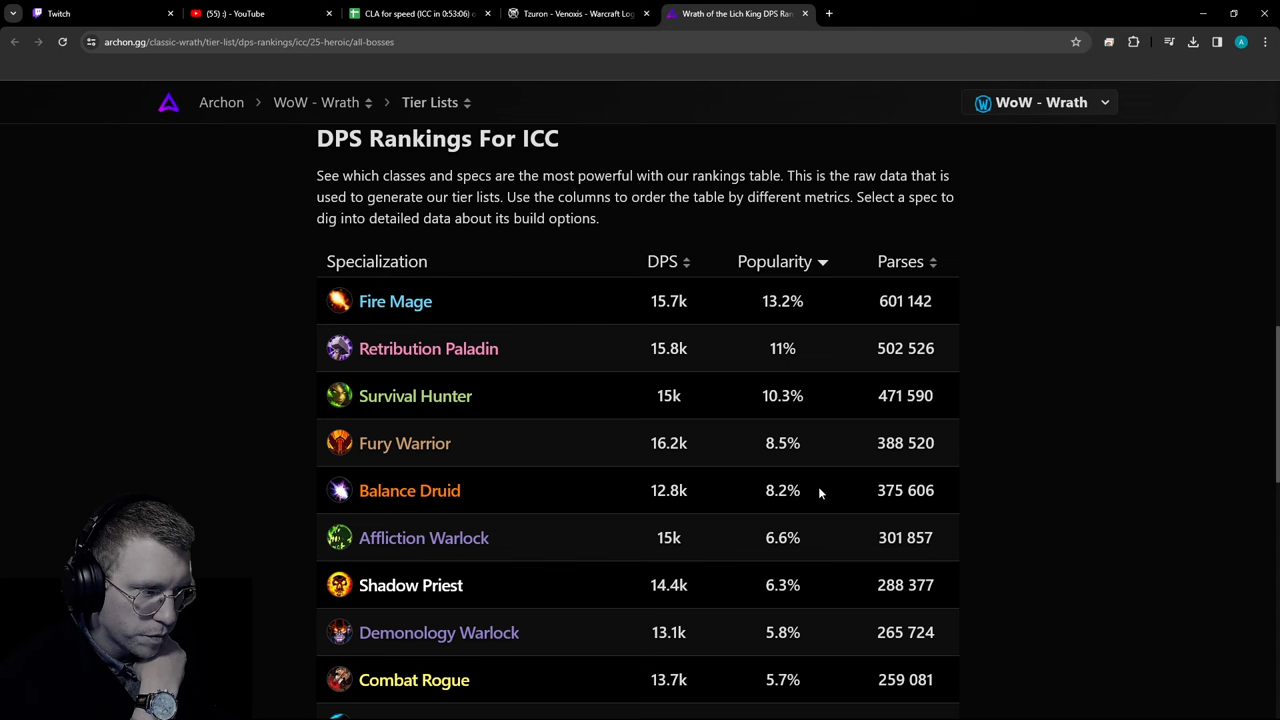 Twitch
(55) :) - YouTube
CLA for speed (ICC in 0:53:06) o
Tzuron - Venoxis - Warcraft Log
Wrath of the Lich King DPS Ran
archon.gg/classic-wrath/tier-list/dps-rankings/icc/25-heroic/all-bosses
A
Archon > WoW - Wrath > Tier Lists
WoW - Wrath
DPS Rankings For ICC
See which classes and specs are the most powerful with our rankings table. This is the raw data that is
used to generate our tier lists. Use the columns to order the table by different metrics. Select a spec to
dig into detailed data about its build options.
Specialization DPS Popularity Parses
Fire Mage 15.7k 13.2% 601 142
Retribution Paladin 15.8k 11% 502 526
Survival Hunter 15k 10.3% 471 590
Fury Warrior 16.2k 8.5% 388 520
Balance Druid 12.8k 8.2% 375 606
Affliction Warlock 15k 6.6% 301 857
Shadow Priest 14.4k 6.3% 288 377
Demonology Warlock 13.1k 5.8% 265 724
Combat Rogue 13.7k 5.7% 259 081